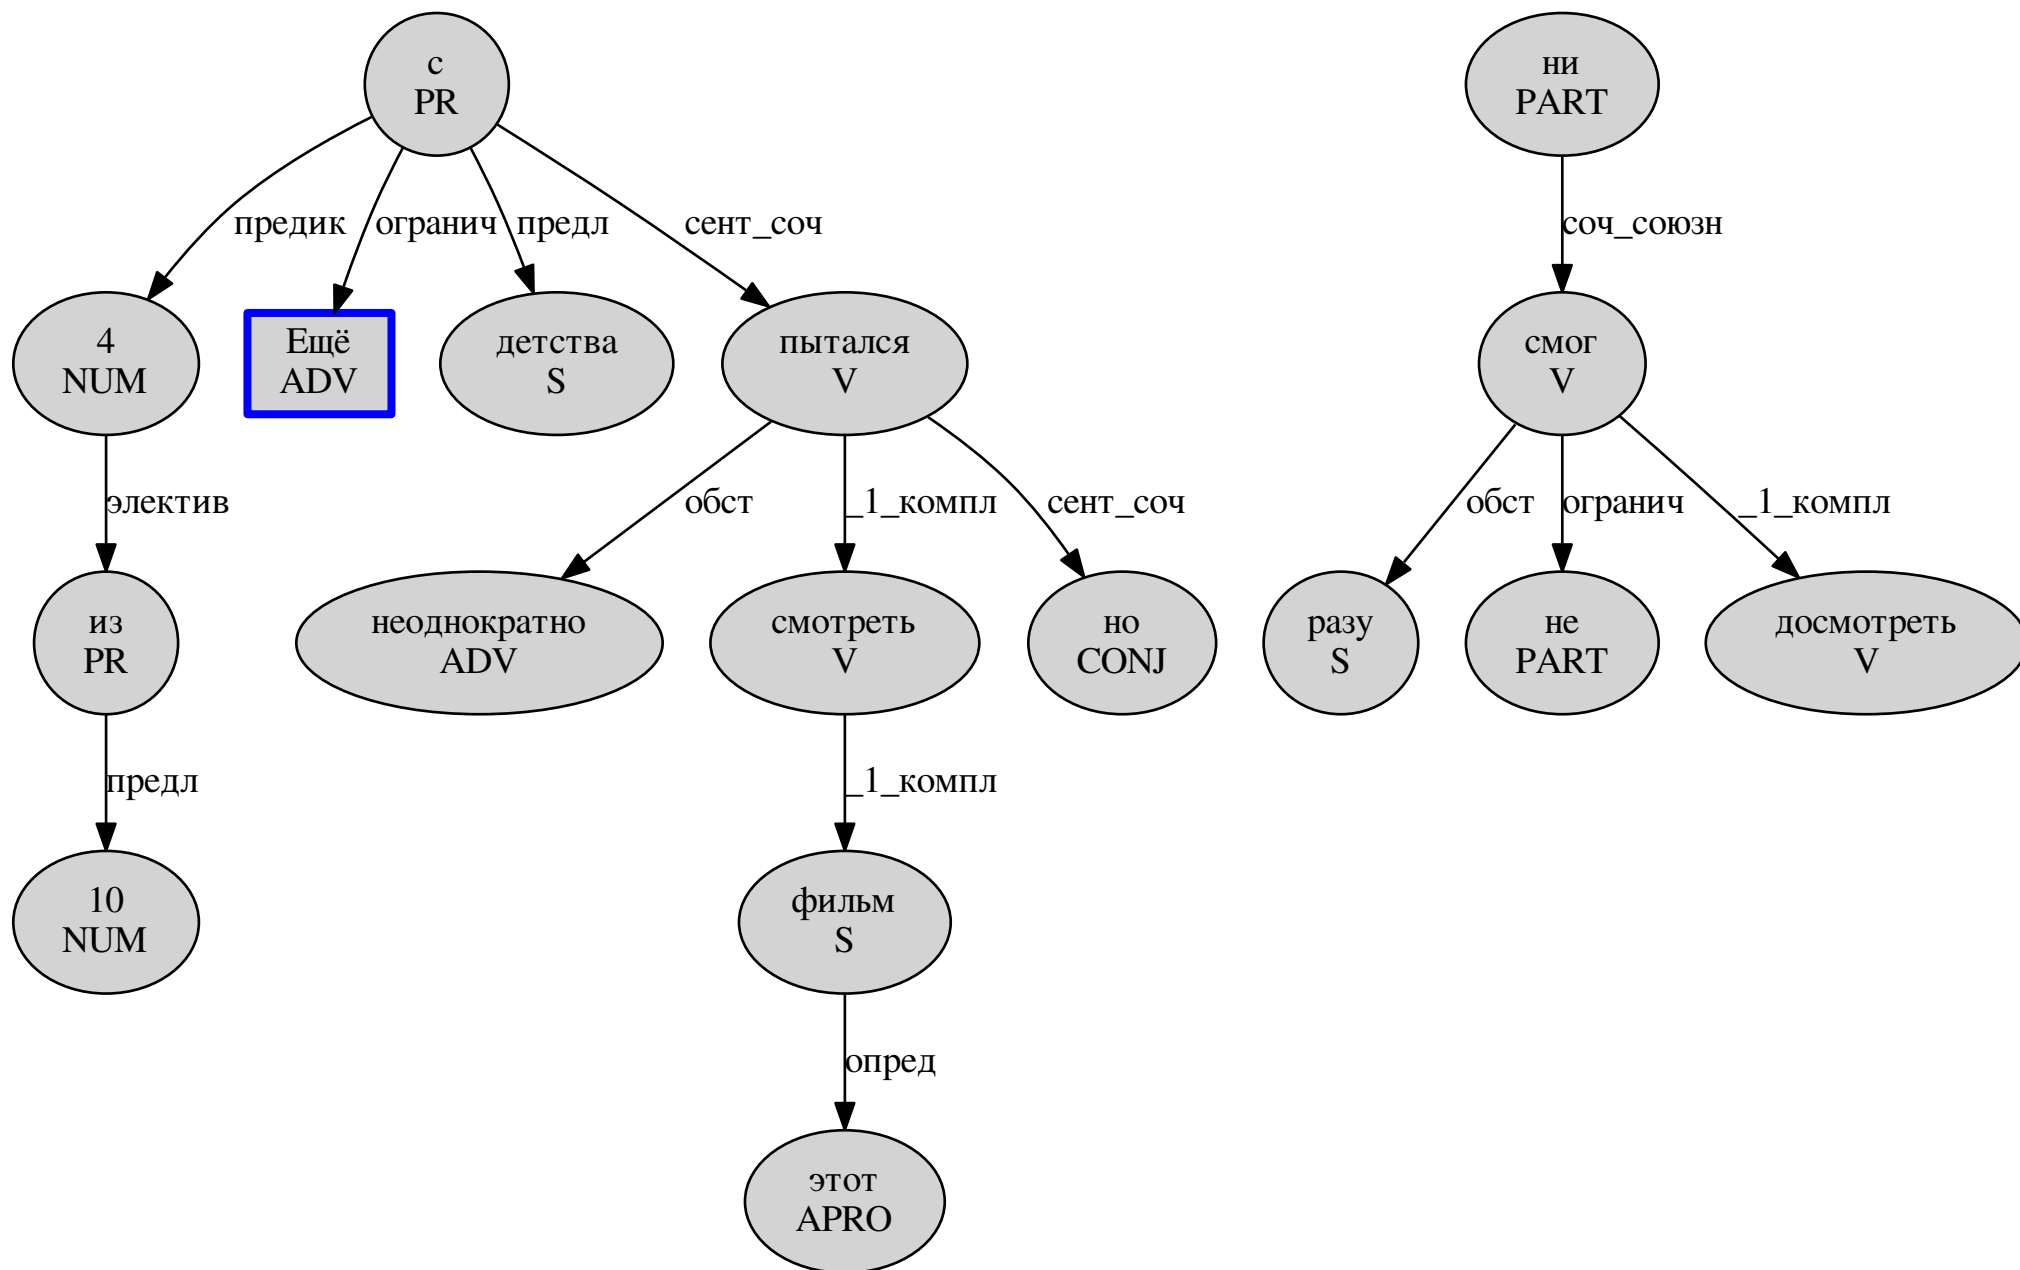 с
PR
ни
PART
предик
огранич
предл
сент_соч
соч_союзн
4
NUM
Ещё
ADV
детства
S
пытался
V
смог
V
электив
обст
_1_компл
сент_соч
обст
огранич
_1_компл
из
PR
неоднократно
ADV
смотреть
V
но
CONJ
разу
S
не
PART
досмотреть
V
предл
_1_компл
10
NUM
фильм
S
опред
этот
APRO